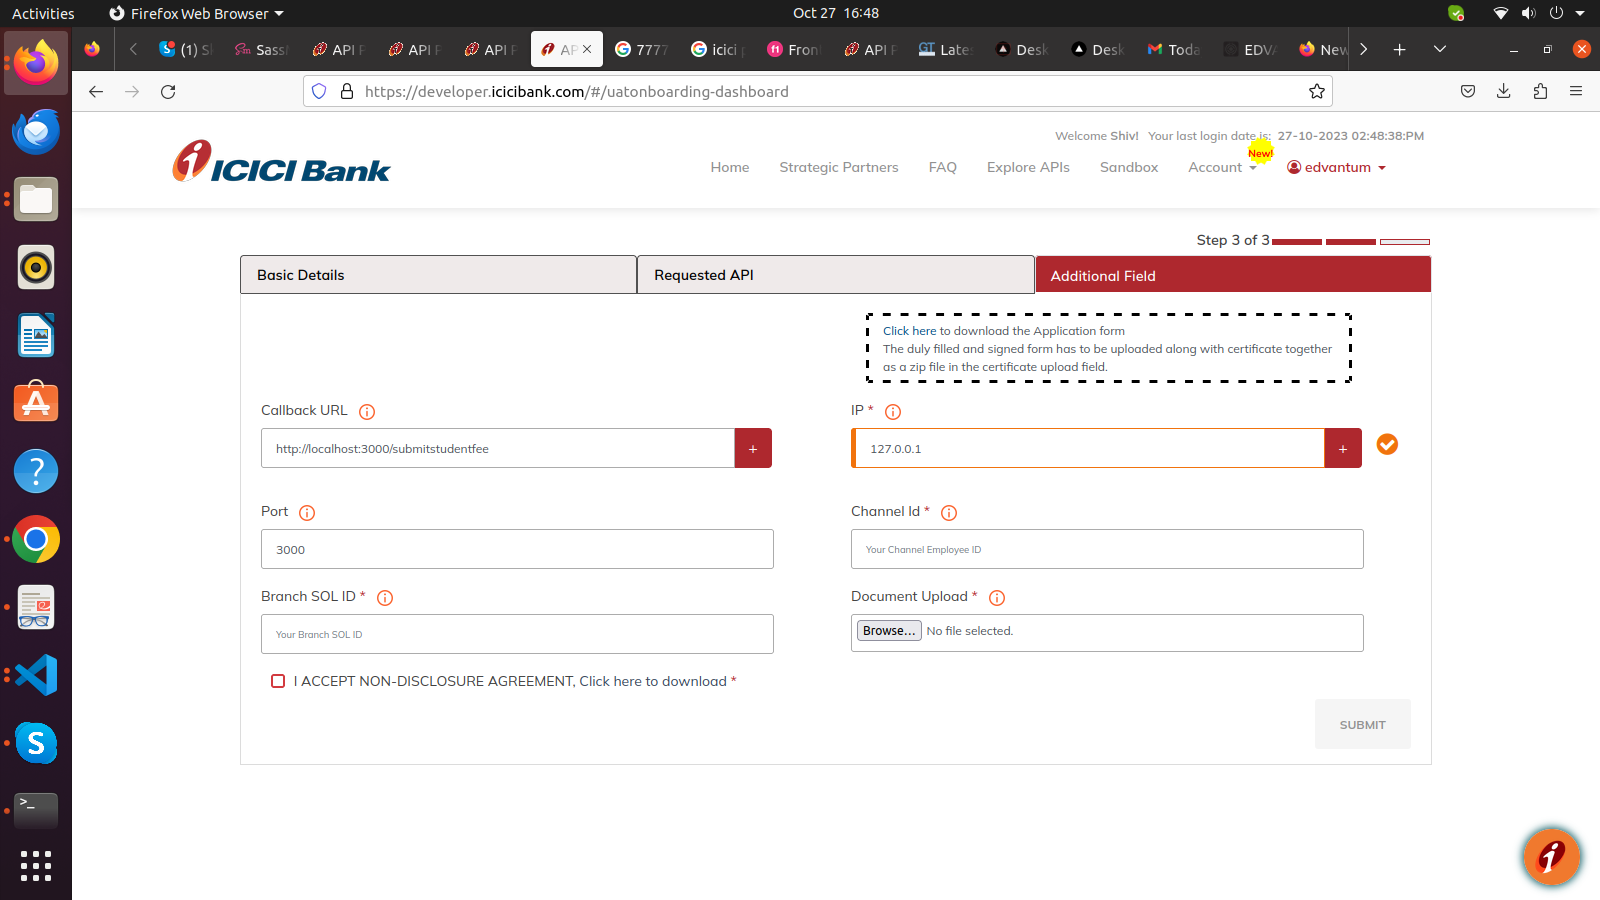 Activities
Firefox Web Browser
Oct 27 16:48
(1) S
Sass
API P
API P
API P
AP
7777
icici
Fron
API P
GT Lates
Desk
Desk
Toda
EDVA
New
https://developer.icicibank.com/#/uatonboarding-dashboard
Welcome Shiv! Your last login date is: 27-10-2023 02:48:38:PM
ICICI Bank
New!
Home
Strategic Partners
FAQ
Explore APIs
Sandbox
Account
edvantum
Step 3 of 3
Basic Details
Requested API
Additional Field
Click here to download the Application form
The duly filled and signed form has to be uploaded along with certificate together
as a zip file in the certificate upload field.
Callback URL
IP *
http://localhost:3000/submitstudentfee
+
127.0.0.1
+
Port
Channel Id *
3000
Your Channel Employee ID
Branch SOL ID *
Document Upload *
Your Branch SOL ID
Browse... No file selected.
I ACCEPT NON-DISCLOSURE AGREEMENT, Click here to download *
SUBMIT